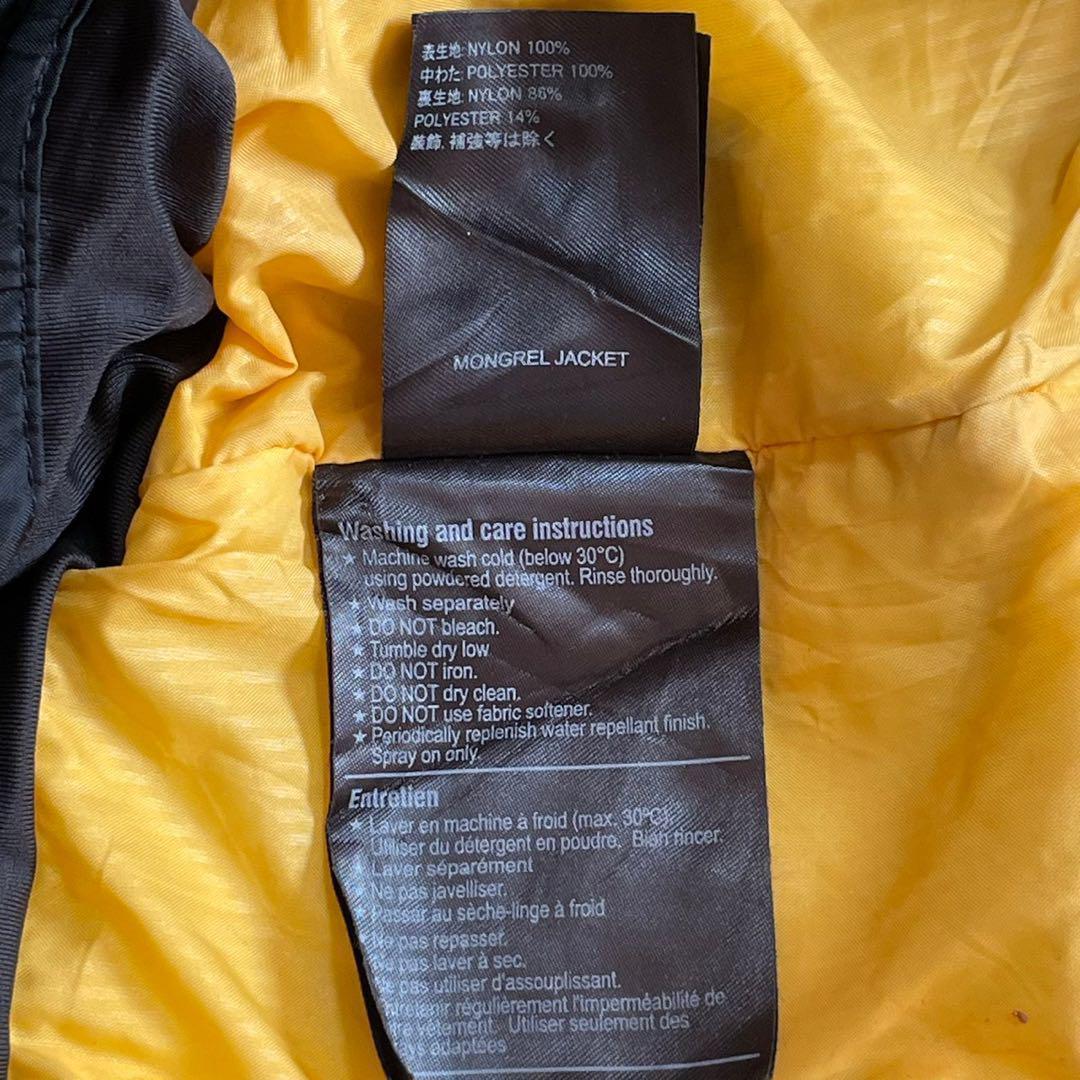 表生地: NYLON 100%
中わた: POLYESTER 100%
裏生地: NYLON 86%
POLYESTER 14%
装飾, 補強等は除く
MONGREL JACKET
Washing and care instructions
★ Machine wash cold (below 30°C)
using powdered detergent. Rinse thoroughly.
★ Wash separately
★ DO NOT bleach.
★ Tumble dry low
★ DO NOT iron.
★ DO NOT dry clean.
★ DO NOT use fabric softener.
★ Periodically replenish water repellant finish.
Spray on only.
Entretien
★ Laver en machine à froid (max. 30°C).
Utiliser du détergent en poudre. Bien rincer.
★ Laver séparément
★ Ne pas javelliser.
★ Passer au sèche-linge à froid
Ne pas repasser.
pas laver à sec.
pas utiliser d'assouplissant.
régulièrement l'imperméabilité de
vêtement. Utiliser seulement des
adaptées